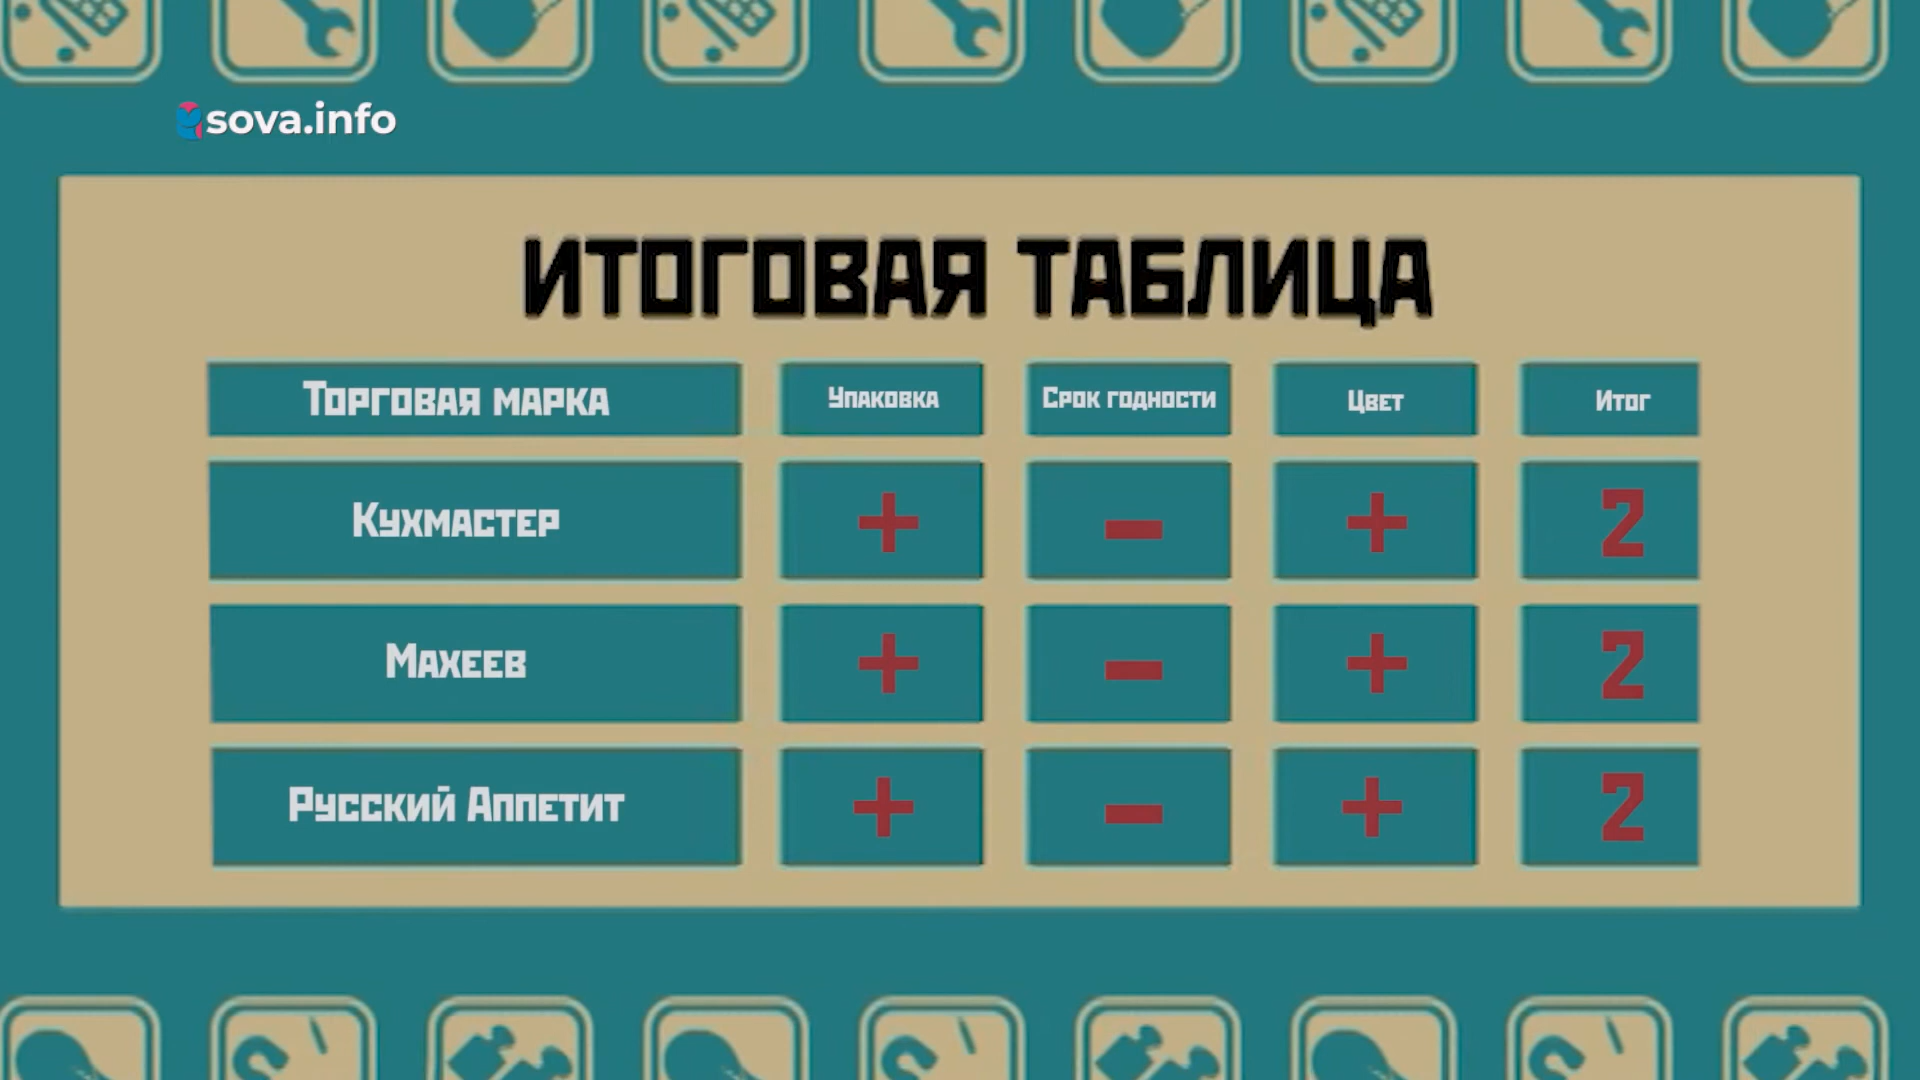 sova.info
ИТОГОВАЯ ТАБЛИЦА
Торговая марка Упаковка Срок годности Цвет Итог
Кухмастер + - + 2
Махеев + - + 2
Русский Аппетит + - + 2